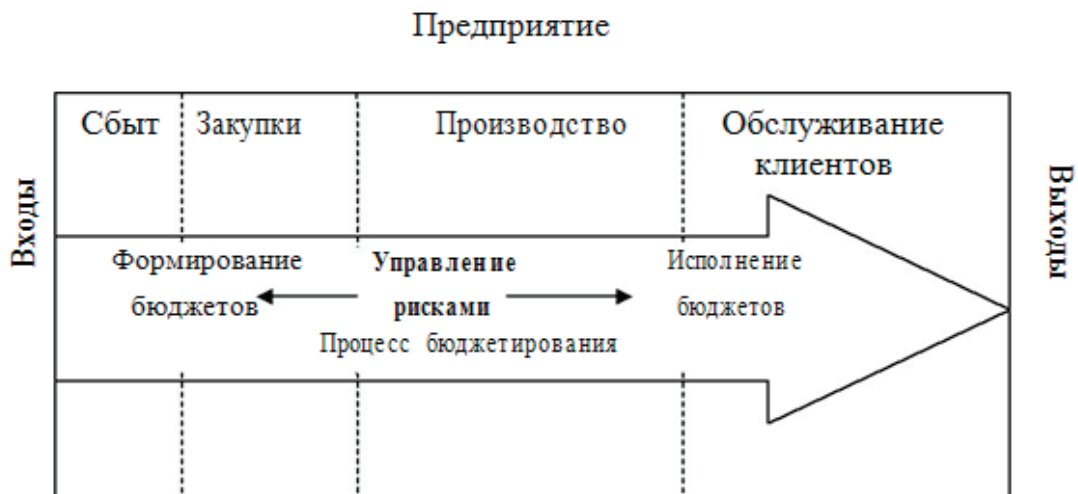 Предприятие
Сбыт
Закупки
Производство
Обслуживание
клиентов
Входы
Выходы
Формирование
бюджетов
Управление
рисками
Исполнение
бюджетов
Процесс бюджетирования